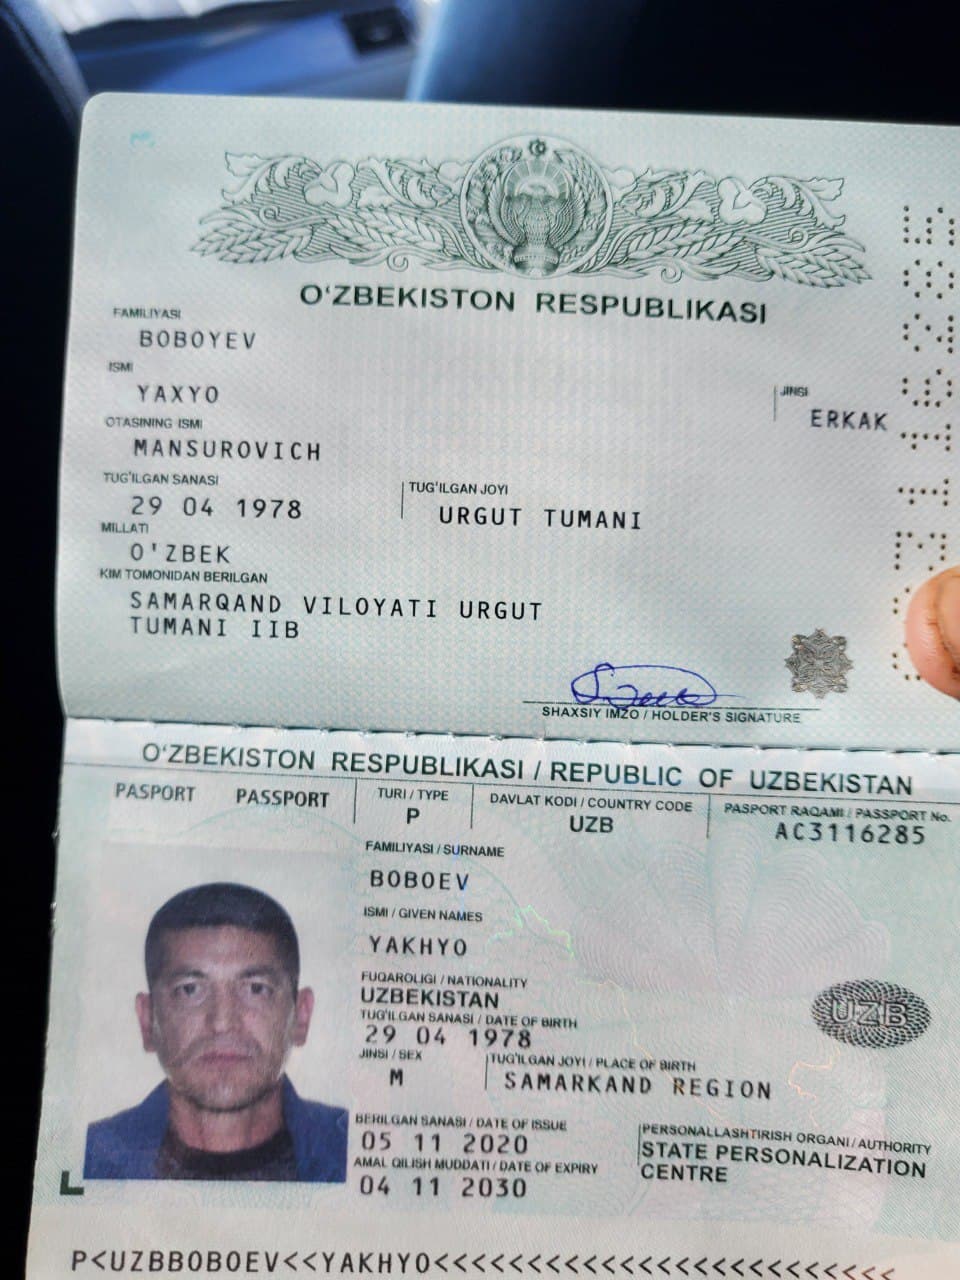 O‘ZBEKISTON RESPUBLIKASI
FAMILIYASI
BOBOYEV
ISMI
YAXYO
JINSI
ERKAK
OTASINING ISMI
MANSUROVICH
TUG'ILGAN SANASI
29 04 1978
TUG'ILGAN JOYI
URGUT TUMANI
MILLATI
O'ZBEK
KIM TOMONIDAN BERILGAN
SAMARQAND VILOYATI URGUT
TUMANI IIB
SHAXSIY IMZO / HOLDER'S SIGNATURE
O‘ZBEKISTON RESPUBLIKASI / REPUBLIC OF UZBEKISTAN
PASPORT PASSPORT
TURI / TYPE
P
DAVLAT KODI / COUNTRY CODE
UZB
PASPORT RAQAMI / PASSPORT No.
AC3116285
FAMILIYASI / SURNAME
BOBOEV
ISMI / GIVEN NAMES
YAKHYO
FUQAROLIGI / NATIONALITY
UZBEKISTAN
TUG'ILGAN SANASI / DATE OF BIRTH
29 04 1978
JINSI / SEX
M
TUG'ILGAN JOYI / PLACE OF BIRTH
SAMARKAND REGION
UZB
BERILGAN SANASI / DATE OF ISSUE
05 11 2020
AMAL QILISH MUDDATI / DATE OF EXPIRY
04 11 2030
PERSONALLASHTIRISH ORGANI / AUTHORITY
STATE PERSONALIZATION
CENTRE
P<UZBBOBOEV<<YAKHYO<<<<<<<<<<<<<<<<<<<<<<<<<